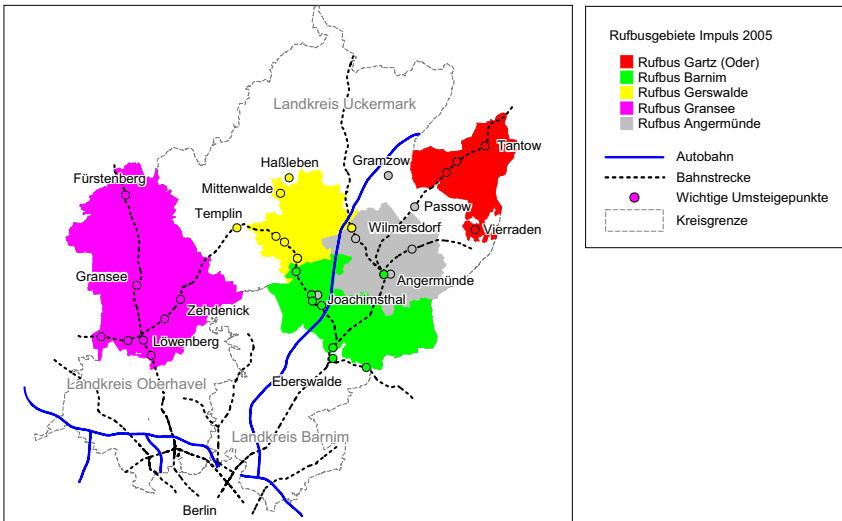 Landkreis Uckermark
Tantow
Haßleben
Gramzow
Fürstenberg
Mittenwalde
Passow
Templin
Wilmersdorf
Vierraden
Gransee
Angermünde
Zehdenick
Joachimsthal
Löwenberg
Landkreis Oberhavel
Eberswalde
Landkreis Barnim
Berlin
Rufbusgebiete Impuls 2005
Rufbus Gartz (Oder)
Rufbus Barnim
Rufbus Gerswalde
Rufbus Gransee
Rufbus Angermünde
Autobahn
Bahnstrecke
Wichtige Umsteigepunkte
Kreisgrenze